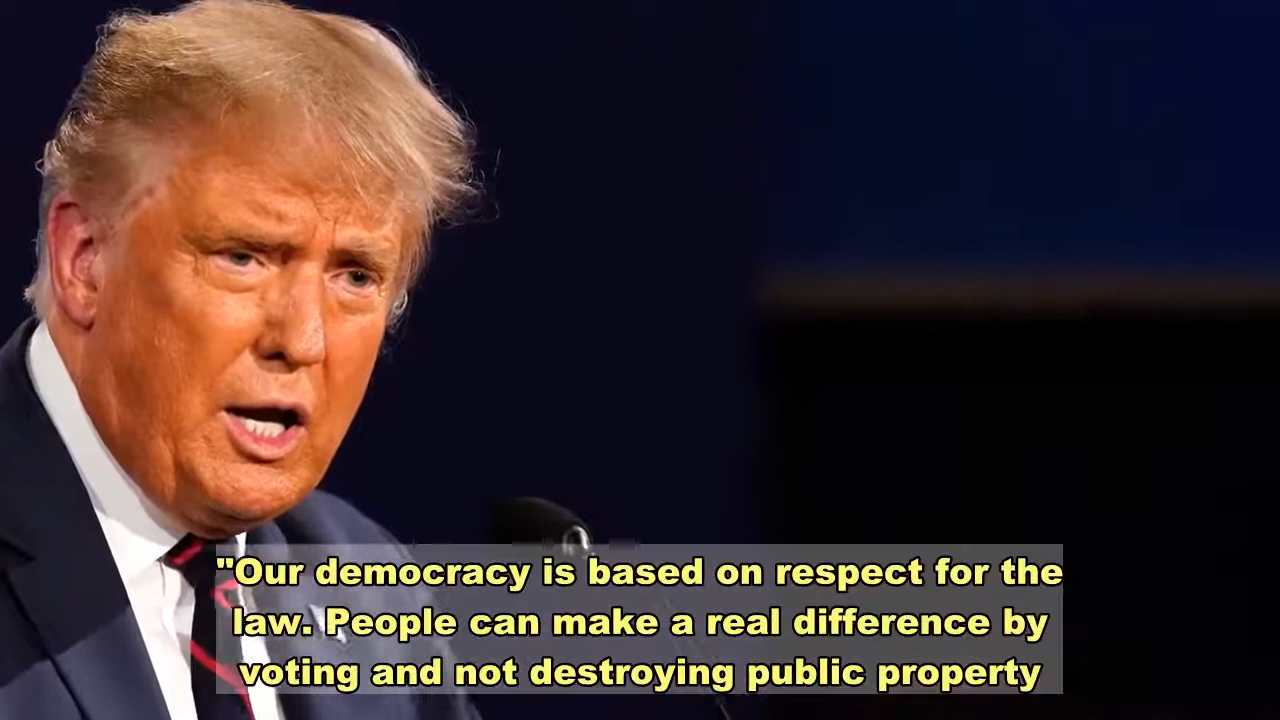 "Our democracy is based on respect for the
law. People can make a real difference by
voting and not destroying public property